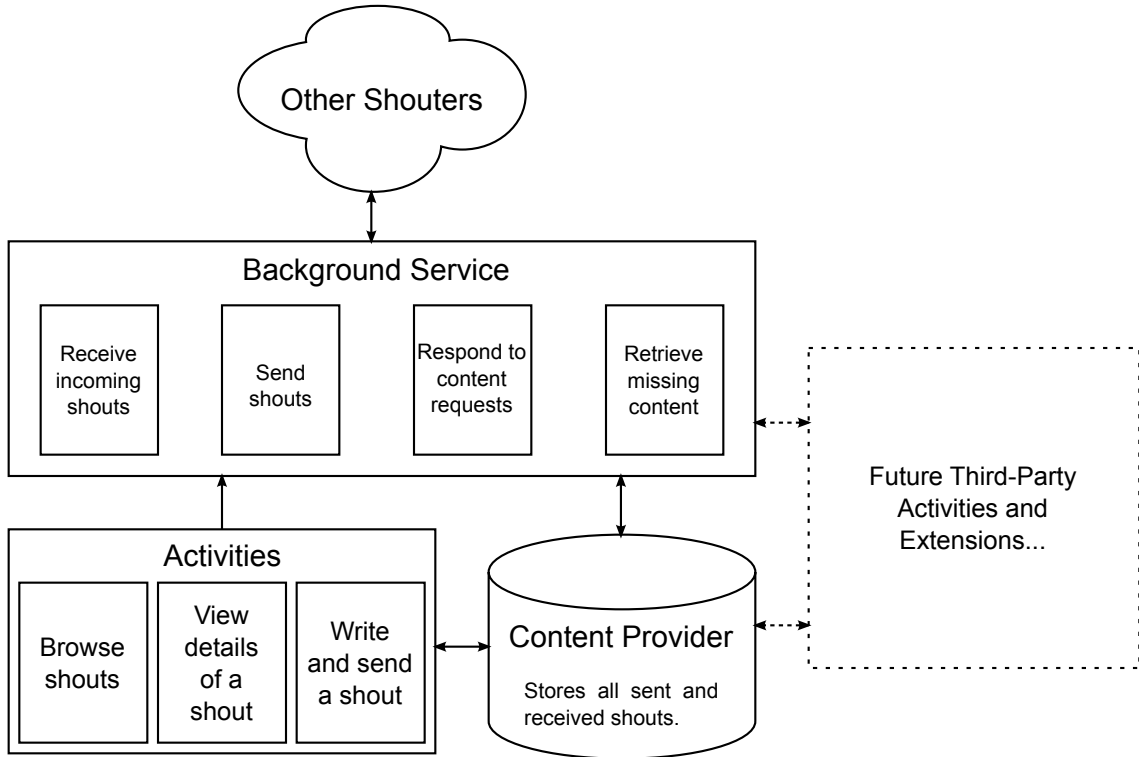 Other Shouters
Background Service
Receive
incoming
shouts
Send
shouts
Respond to
content
requests
Retrieve
missing
content
Future Third-Party
Activities and
Extensions...
Activities
Browse
shouts
View
details
of a
shout
Write
and send
a shout
Content Provider
Stores all sent and
received shouts.